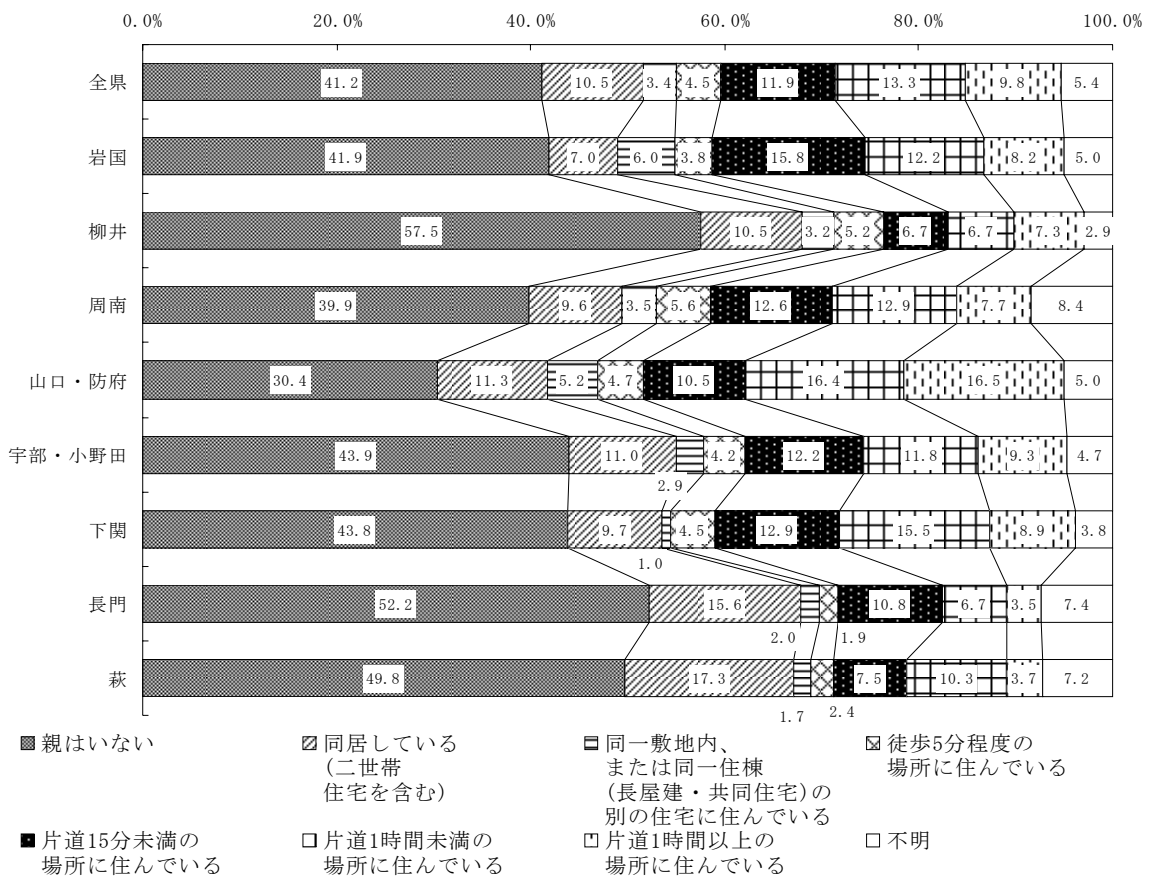 0.0% 20.0% 40.0% 60.0% 80.0% 100.0%
全県 41.2 10.5 3.4 4.5 11.9 13.3 9.8 5.4
岩国 41.9 7.0 6.0 3.8 15.8 12.2 8.2 5.0
柳井 57.5 10.5 3.2 5.2 6.7 6.7 7.3 2.9
周南 39.9 9.6 3.5 5.6 12.6 12.9 7.7 8.4
山口・防府 30.4 11.3 5.2 4.7 10.5 16.4 16.5 5.0
宇部・小野田 43.9 11.0 4.2 12.2 11.8 9.3 4.7
2.9
下関 43.8 9.7 4.5 12.9 15.5 8.9 3.8
1.0
長門 52.2 15.6 10.8 6.7 3.5 7.4
2.0 1.9
萩 49.8 17.3 7.5 10.3 3.7 7.2
1.7 2.4
親はいない
同居している
(二世帯
住宅を含む)
同一敷地内、
または同一住棟
(長屋建・共同住宅)の
別の住宅に住んでいる
徒歩5分程度の
場所に住んでいる
片道15分未満の
場所に住んでいる
片道1時間未満の
場所に住んでいる
片道1時間以上の
場所に住んでいる
不明